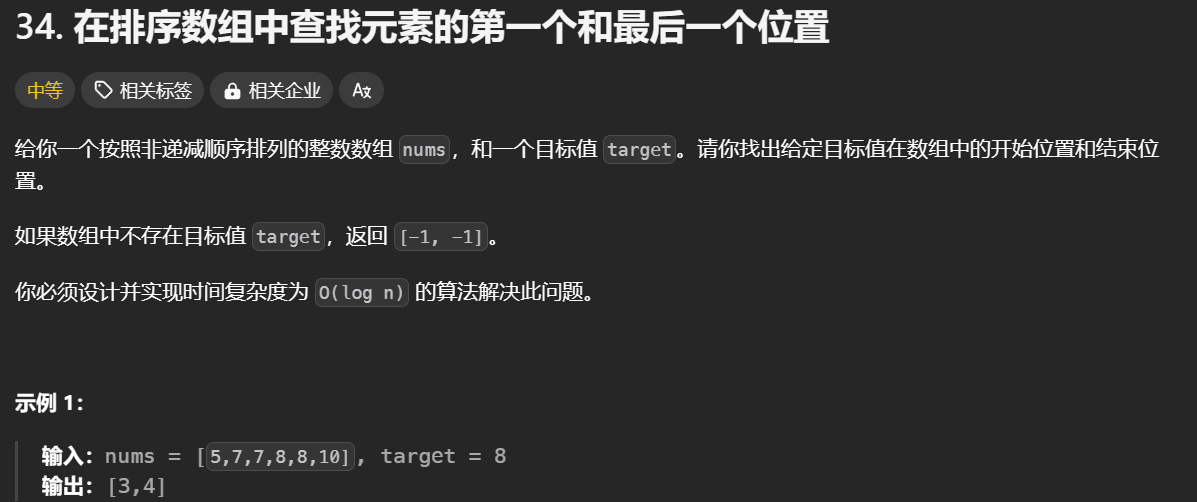 34. 在排序数组中查找元素的第一个和最后一个位置
中等 相关标签 相关企业 Aあ
给你一个按照非递减顺序排列的整数数组 nums，和一个目标值 target。请你找出给定目标值在数组中的开始位置和结束位
置。
如果数组中不存在目标值 target，返回 [-1, -1]。
你必须设计并实现时间复杂度为 O(log n) 的算法解决此问题。
示例 1：
输入：nums = [5,7,7,8,8,10], target = 8
输出：[3,4]